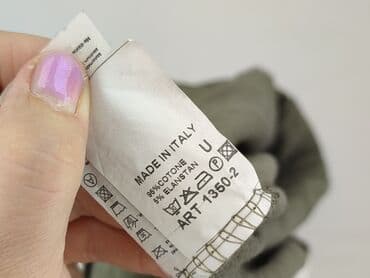 MADE IN ITALY
U
95%COTONE
5% ELASTAN
ART 1350-2